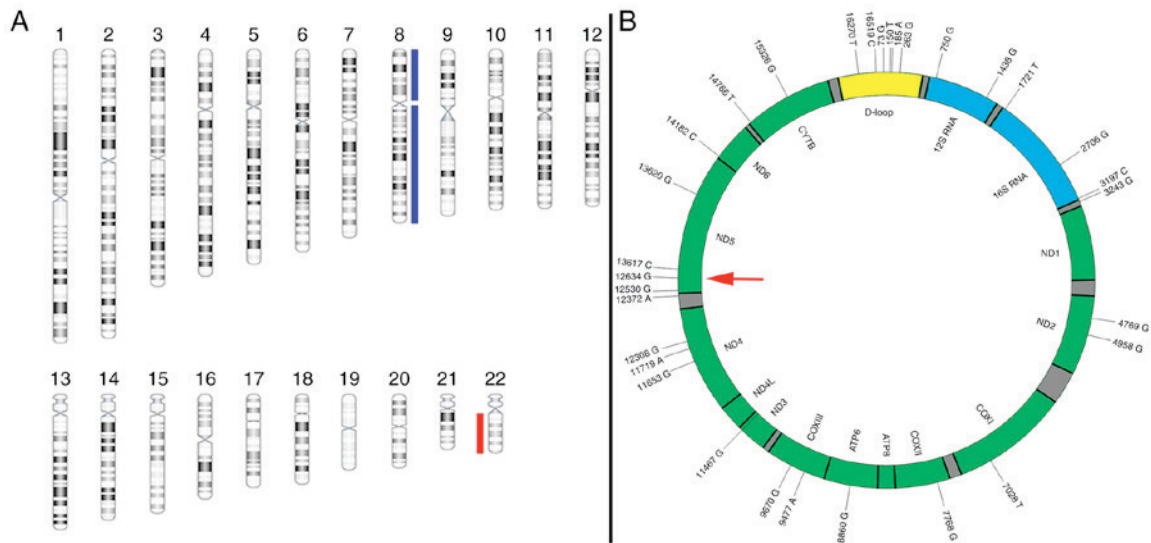 A
1 2 3 4 5 6 7 8 9 10 11 12
13 14 15 16 17 18 19 20 21 22
B
16270 T
16519 C
73 G
150 T
185 A
263 G
750 G
1438 G
1721 T
2706 G
3197 C
3243 G
4769 G
4958 G
7028 T
7768 G
8860 G
9477 A
9670 G
11467 G
11653 G
11719 A
12308 G
12372 A
12530 G
12634 G
13617 C
13620 G
14182 C
14766 T
15326 G
D-loop
12S RNA
16S RNA
ND1
ND2
COXI
COXII
ATP8
ATP6
COXIII
ND3
ND4L
ND4
ND5
ND6
CYTB